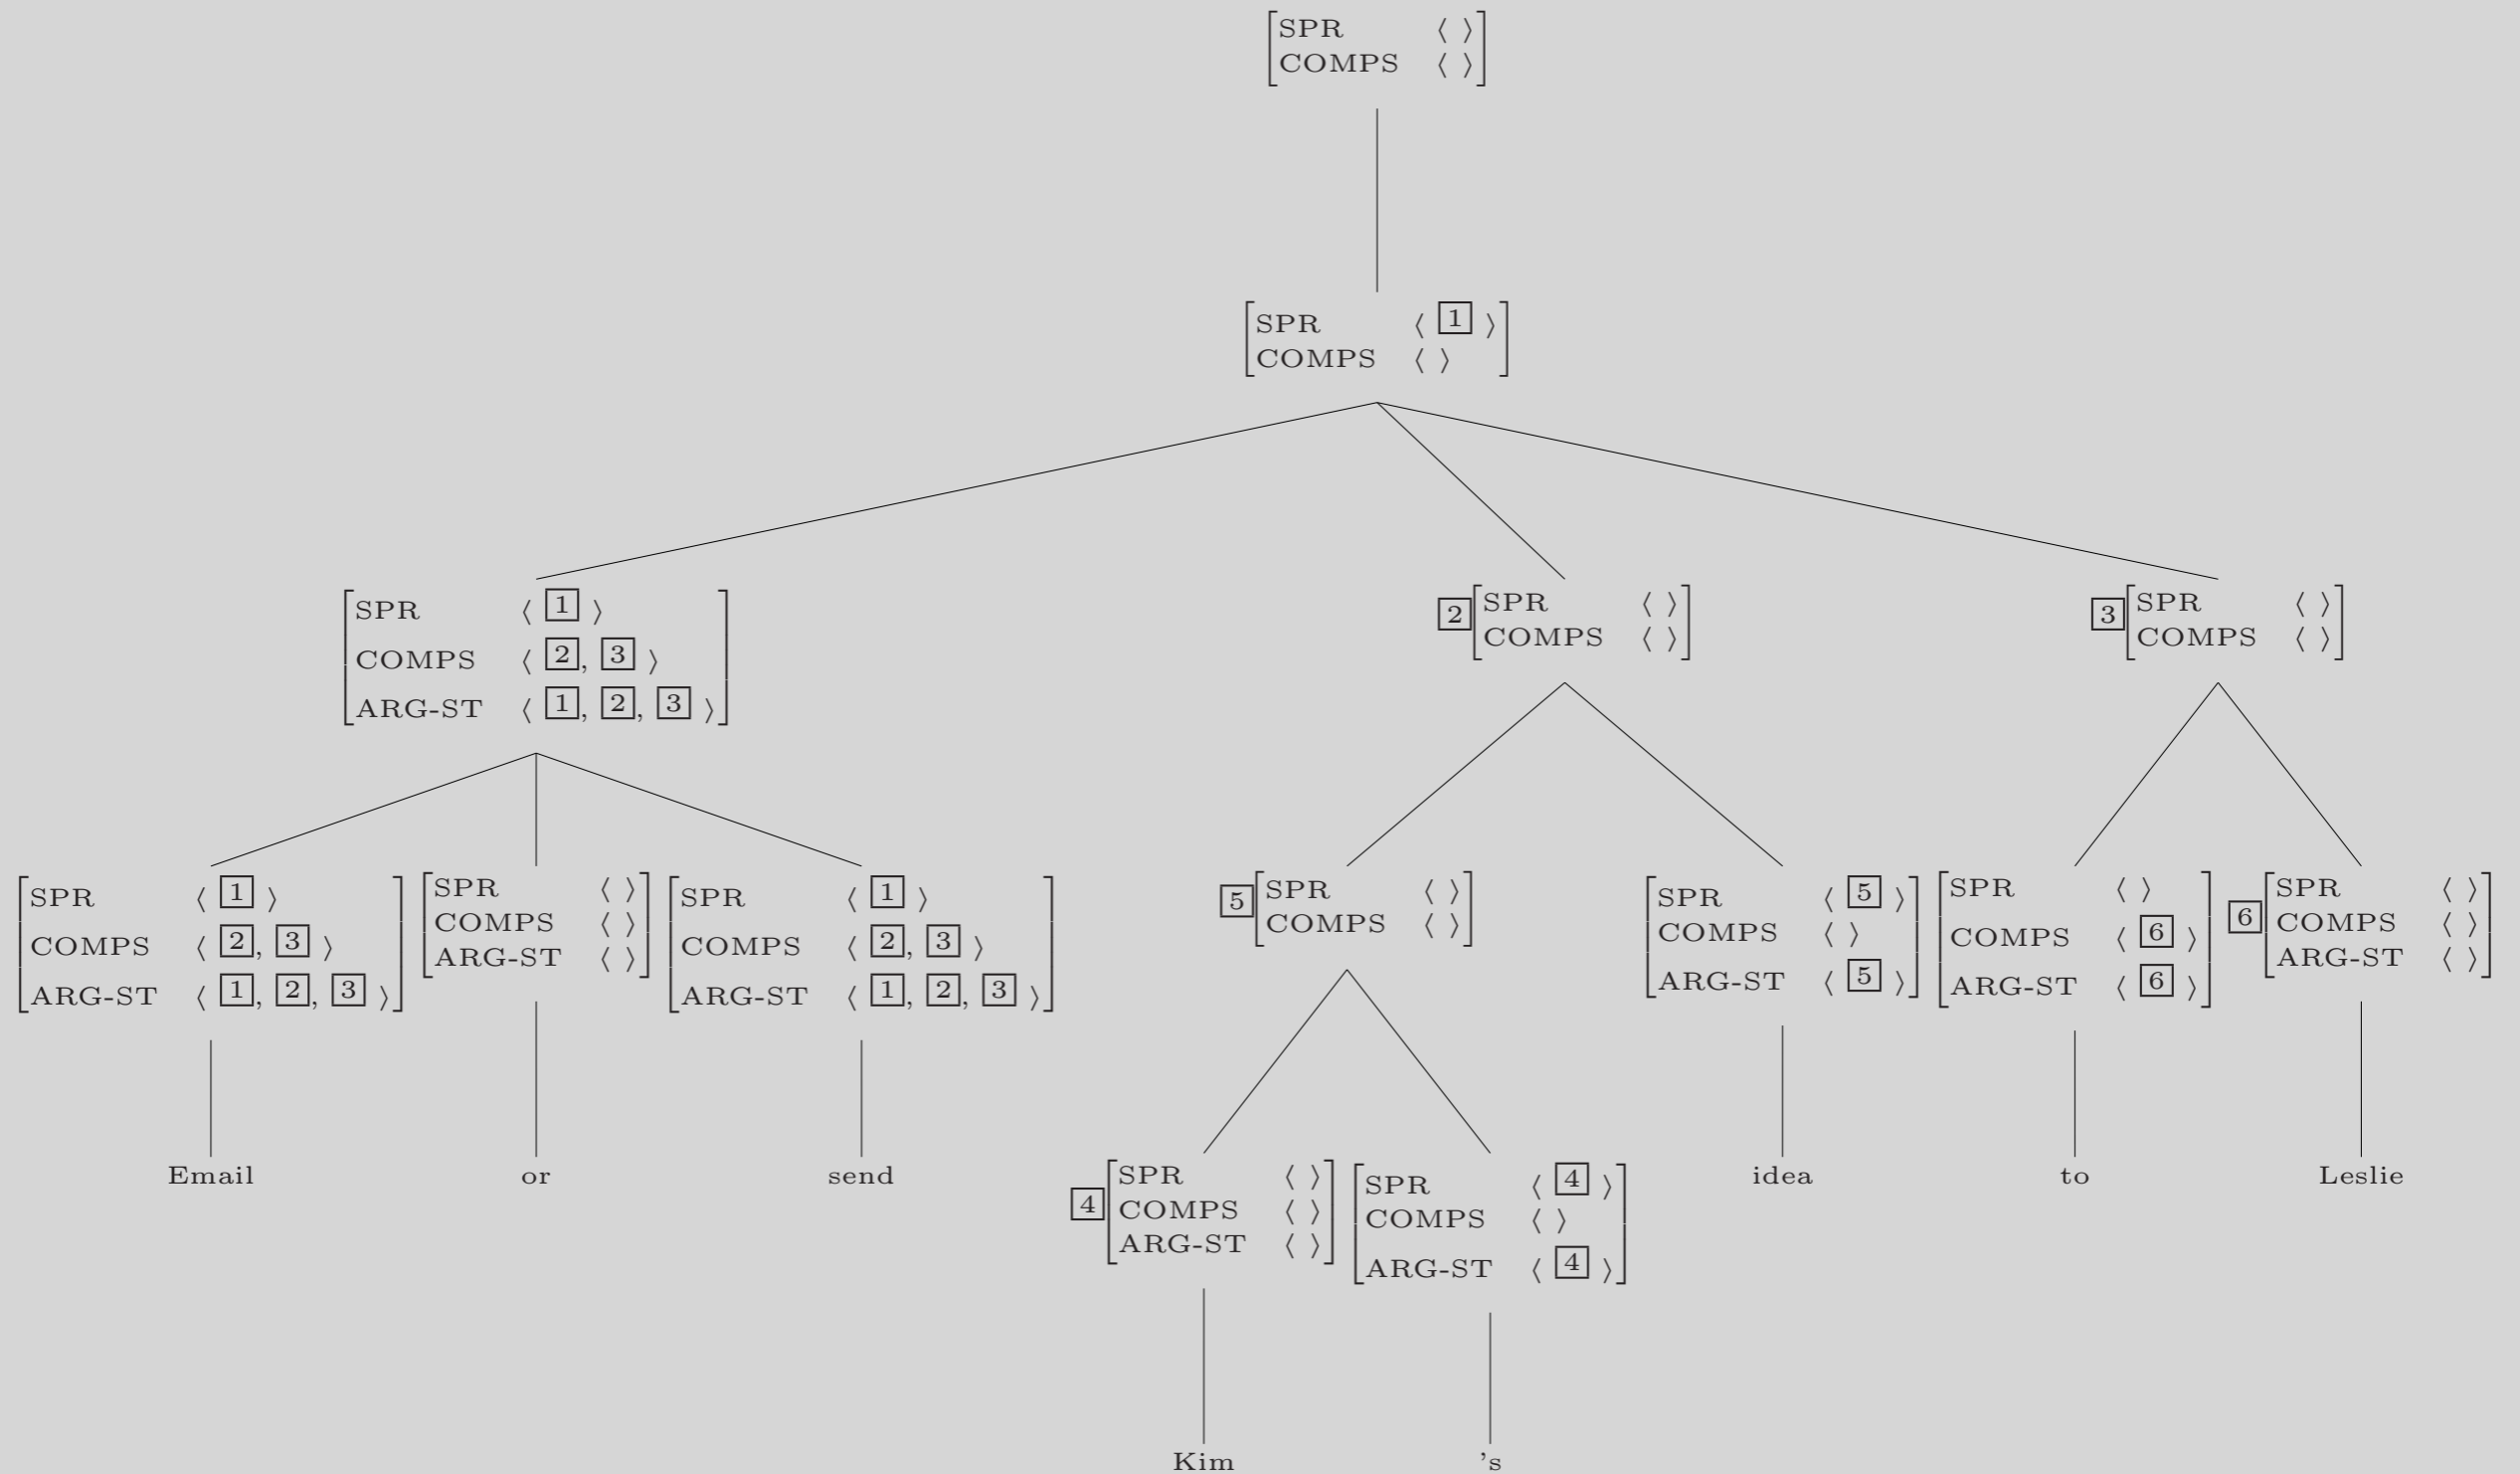 SPR ⟨ ⟩
COMPS ⟨ ⟩
SPR ⟨ 1 ⟩
COMPS ⟨ ⟩
SPR ⟨ 1 ⟩
COMPS ⟨ 2, 3 ⟩
ARG-ST ⟨ 1, 2, 3 ⟩
2 SPR ⟨ ⟩
COMPS ⟨ ⟩
3 SPR ⟨ ⟩
COMPS ⟨ ⟩
SPR ⟨ 1 ⟩
COMPS ⟨ 2, 3 ⟩
ARG-ST ⟨ 1, 2, 3 ⟩
SPR ⟨ ⟩
COMPS ⟨ ⟩
ARG-ST ⟨ ⟩
SPR ⟨ 1 ⟩
COMPS ⟨ 2, 3 ⟩
ARG-ST ⟨ 1, 2, 3 ⟩
5 SPR ⟨ ⟩
COMPS ⟨ ⟩
SPR ⟨ 5 ⟩
COMPS ⟨ ⟩
ARG-ST ⟨ 5 ⟩
SPR ⟨ ⟩
COMPS ⟨ 6 ⟩
ARG-ST ⟨ 6 ⟩
6 SPR ⟨ ⟩
COMPS ⟨ ⟩
ARG-ST ⟨ ⟩
Email
or
send
4 SPR ⟨ ⟩
COMPS ⟨ ⟩
ARG-ST ⟨ ⟩
SPR ⟨ 4 ⟩
COMPS ⟨ ⟩
ARG-ST ⟨ 4 ⟩
idea
to
Leslie
Kim
's